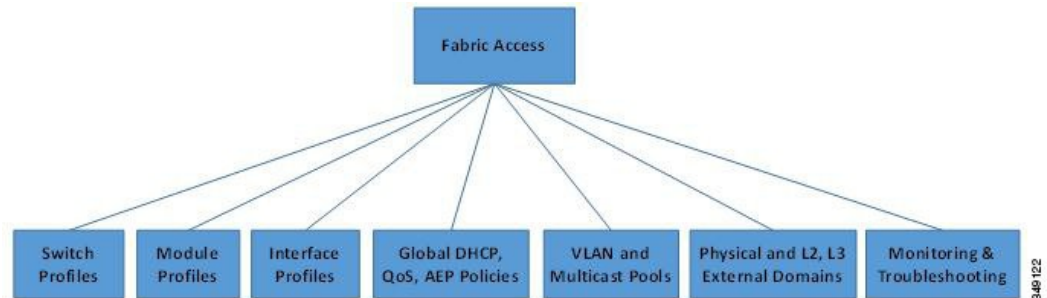 Fabric Access
Switch
Profiles
Module
Profiles
Interface
Profiles
Global DHCP,
QoS, AEP Policies
VLAN and
Multicast Pools
Physical and L2, L3
External Domains
Monitoring &
Troubleshooting
349122